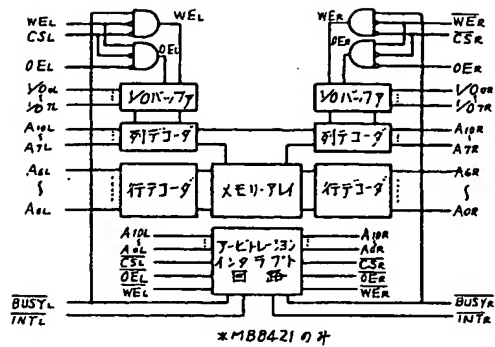 WEL
WER
WEL
CSL
OEL
OER
WER
CSR
OEL
OER
I/O0L
I/O7L
I/Oバッファ
I/Oバッファ
I/O0R
I/O7R
A10L
A7L
列デコーダ
列デコーダ
A10R
A7R
A6L
A0L
行デコーダ
メモリ・アレイ
行デコーダ
A6R
A0R
A10L
A0L
CSL
OEL
WEL
アービトレーション
インタラプト
回路
A10R
A0R
CSR
OER
WER
BUSYL
INTL
BUSYR
INTR
*MB8421のみ